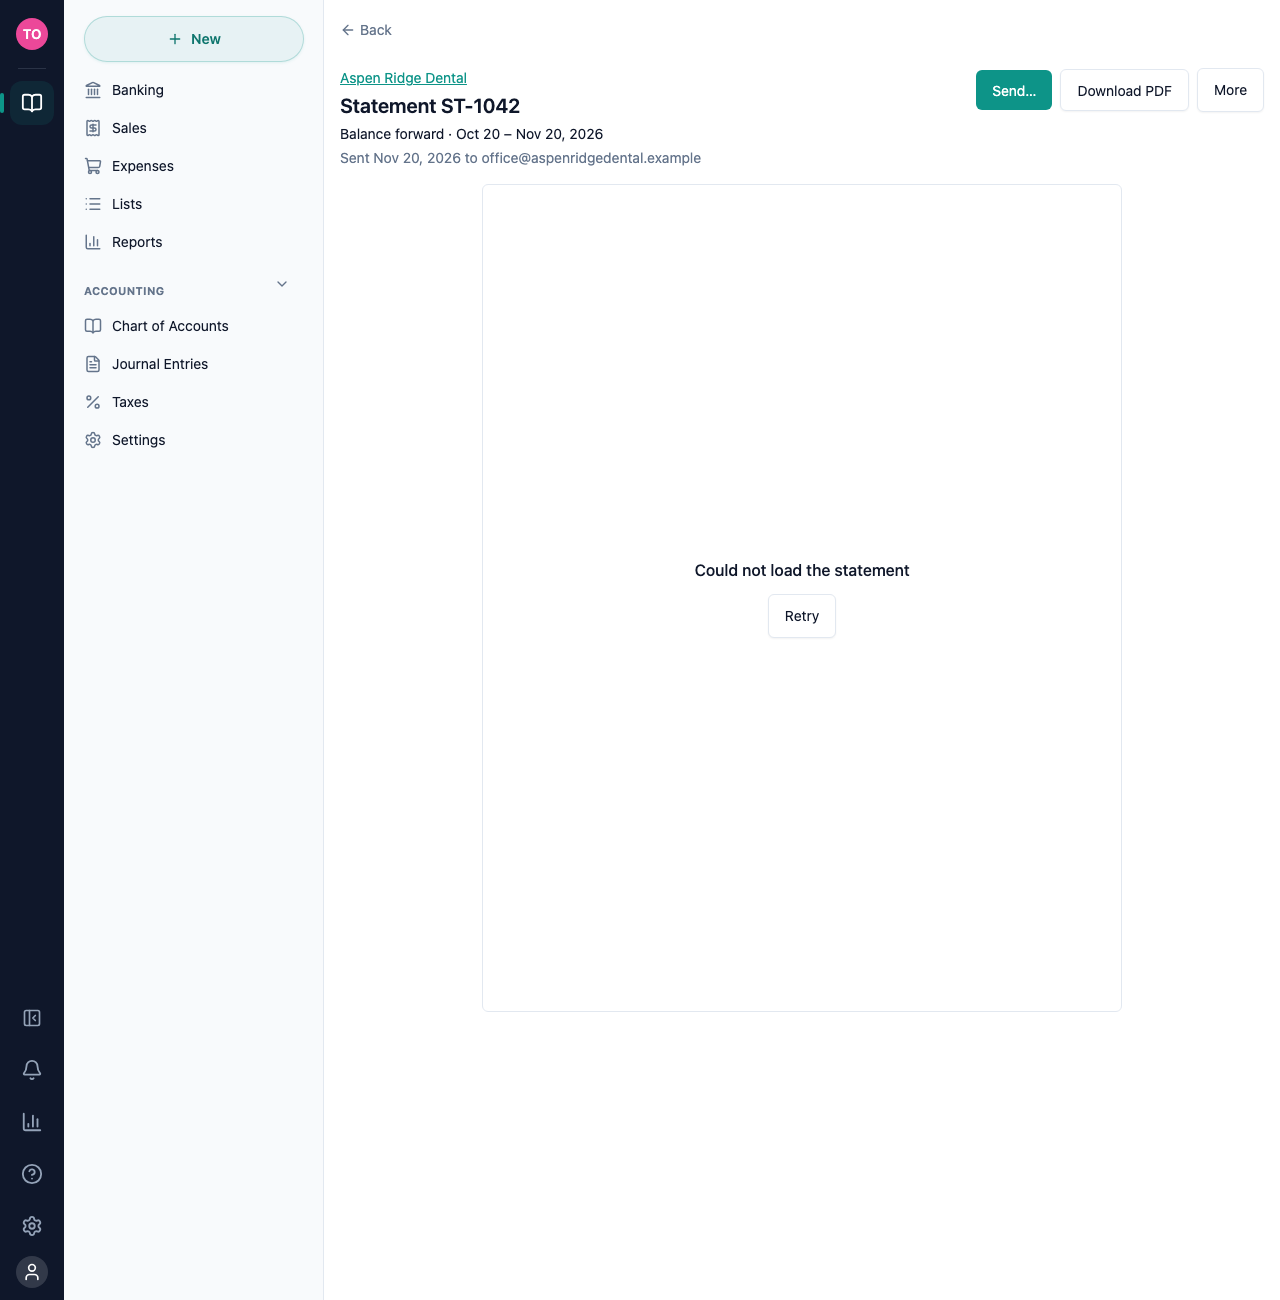 TO
New
Banking
Sales
Expenses
Lists
Reports
ACCOUNTING
Chart of Accounts
Journal Entries
Taxes
Settings
Back
Aspen Ridge Dental
Statement ST-1042
Balance forward · Oct 20 – Nov 20, 2026
Sent Nov 20, 2026 to office@aspenridgedental.example
Send...
Download PDF
More
Could not load the statement
Retry